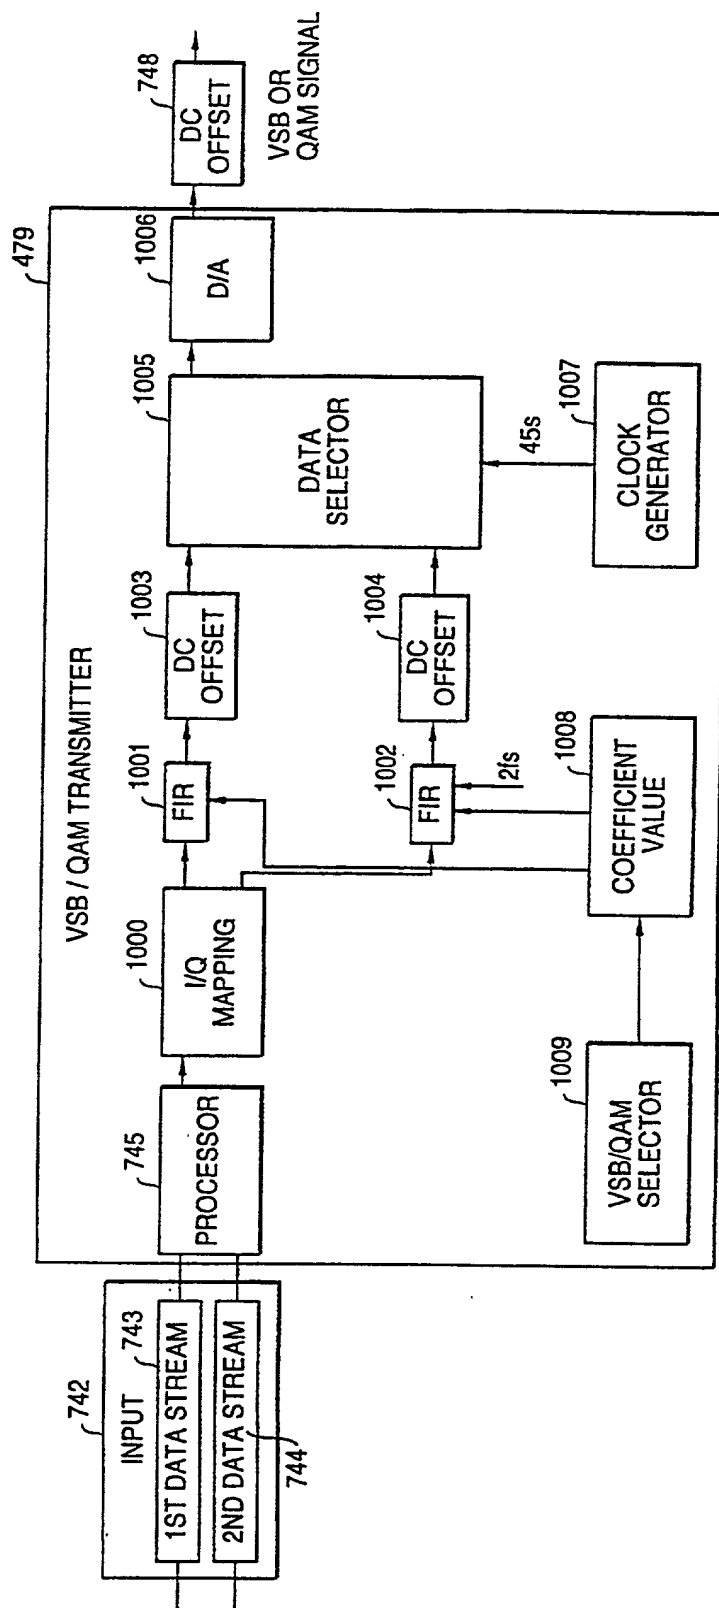 742
INPUT
743
1ST DATA STREAM
2ND DATA STREAM
744
479
VSB / QAM TRANSMITTER
745
PROCESSOR
1000
I/Q
MAPPING
1001
FIR
1002
FIR
2fs
1003
DC
OFFSET
1004
DC
OFFSET
1005
DATA
SELECTOR
45s
1006
D/A
748
DC
OFFSET
VSB OR
QAM SIGNAL
1009
VSB/QAM
SELECTOR
1008
COEFFICIENT
VALUE
1007
CLOCK
GENERATOR